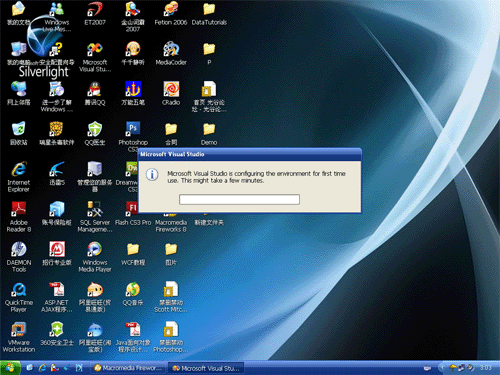 我的文档
Windows Live Mes...
ET2007
金山词霸 2007
Fetion 2006
DataTutorials
我的电脑
安全配置向导
Microsoft Visual Stu...
千千静听
MediaCoder
P
Silverlight
网上邻居
进一步了解 Windows ...
腾讯QQ
万能五笔
CRadio
首页_光谷论坛 - 光谷论...
回收站
瑞星杀毒软件
QQ医生
Photoshop CS3
合同
Demo
Microsoft Visual Studio
Microsoft Visual Studio is configuring the environment for first time
use. This might take a few minutes.
Internet Explorer
迅雷5
管理您的服务器
Dreamw... CS3
Adobe Reader 8
账号保险柜
SQL Server Manageme...
Flash CS3 Pro
Macromedia Fireworks 8
新建文件夹
DAEMON Tools
招行专业版
Windows Media Player
WCF教程
图片
QuickTime Player
ASP.NET AJAX程序...
阿里旺旺(贸易通版)
QQ音乐
Scott Mitc...
VMware Workstation
360安全卫士
阿里旺旺(淘宝版)
Java面向对象程序设计...
Photoshop...
Macromedia Firewor...
Microsoft Visual Stu...
3:03